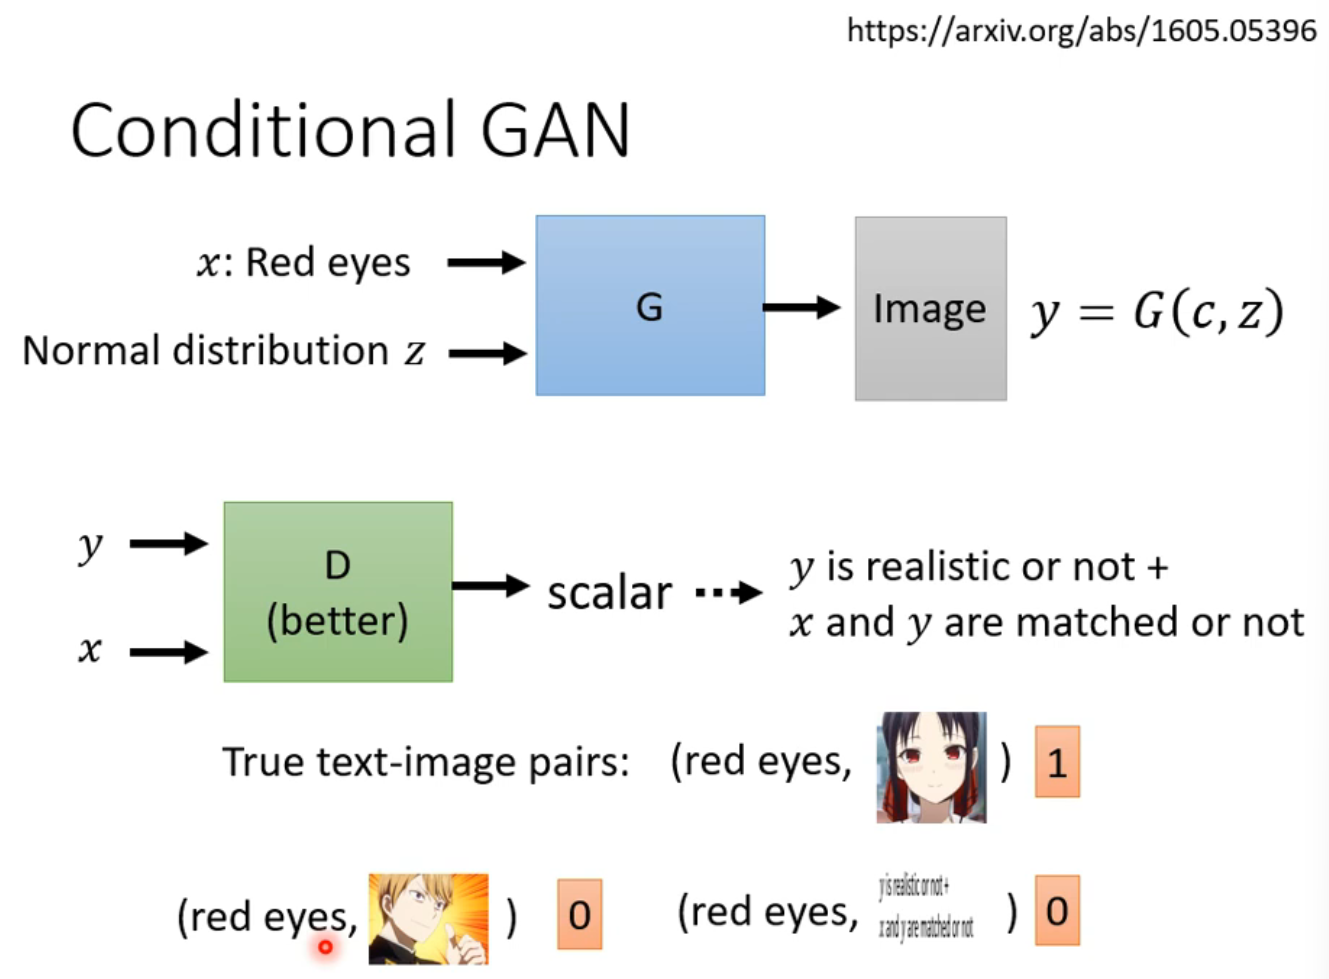 https://arxiv.org/abs/1605.05396
Conditional GAN
x: Red eyes
Normal distribution z
G
Image
y = G(c, z)
y
x
D
(better)
scalar
y is realistic or not +
x and y are matched or not
True text-image pairs:
(red eyes, ) 1
(red eyes, ) 0
(red eyes, y is realistic or not +
x and y are matched or not ) 0